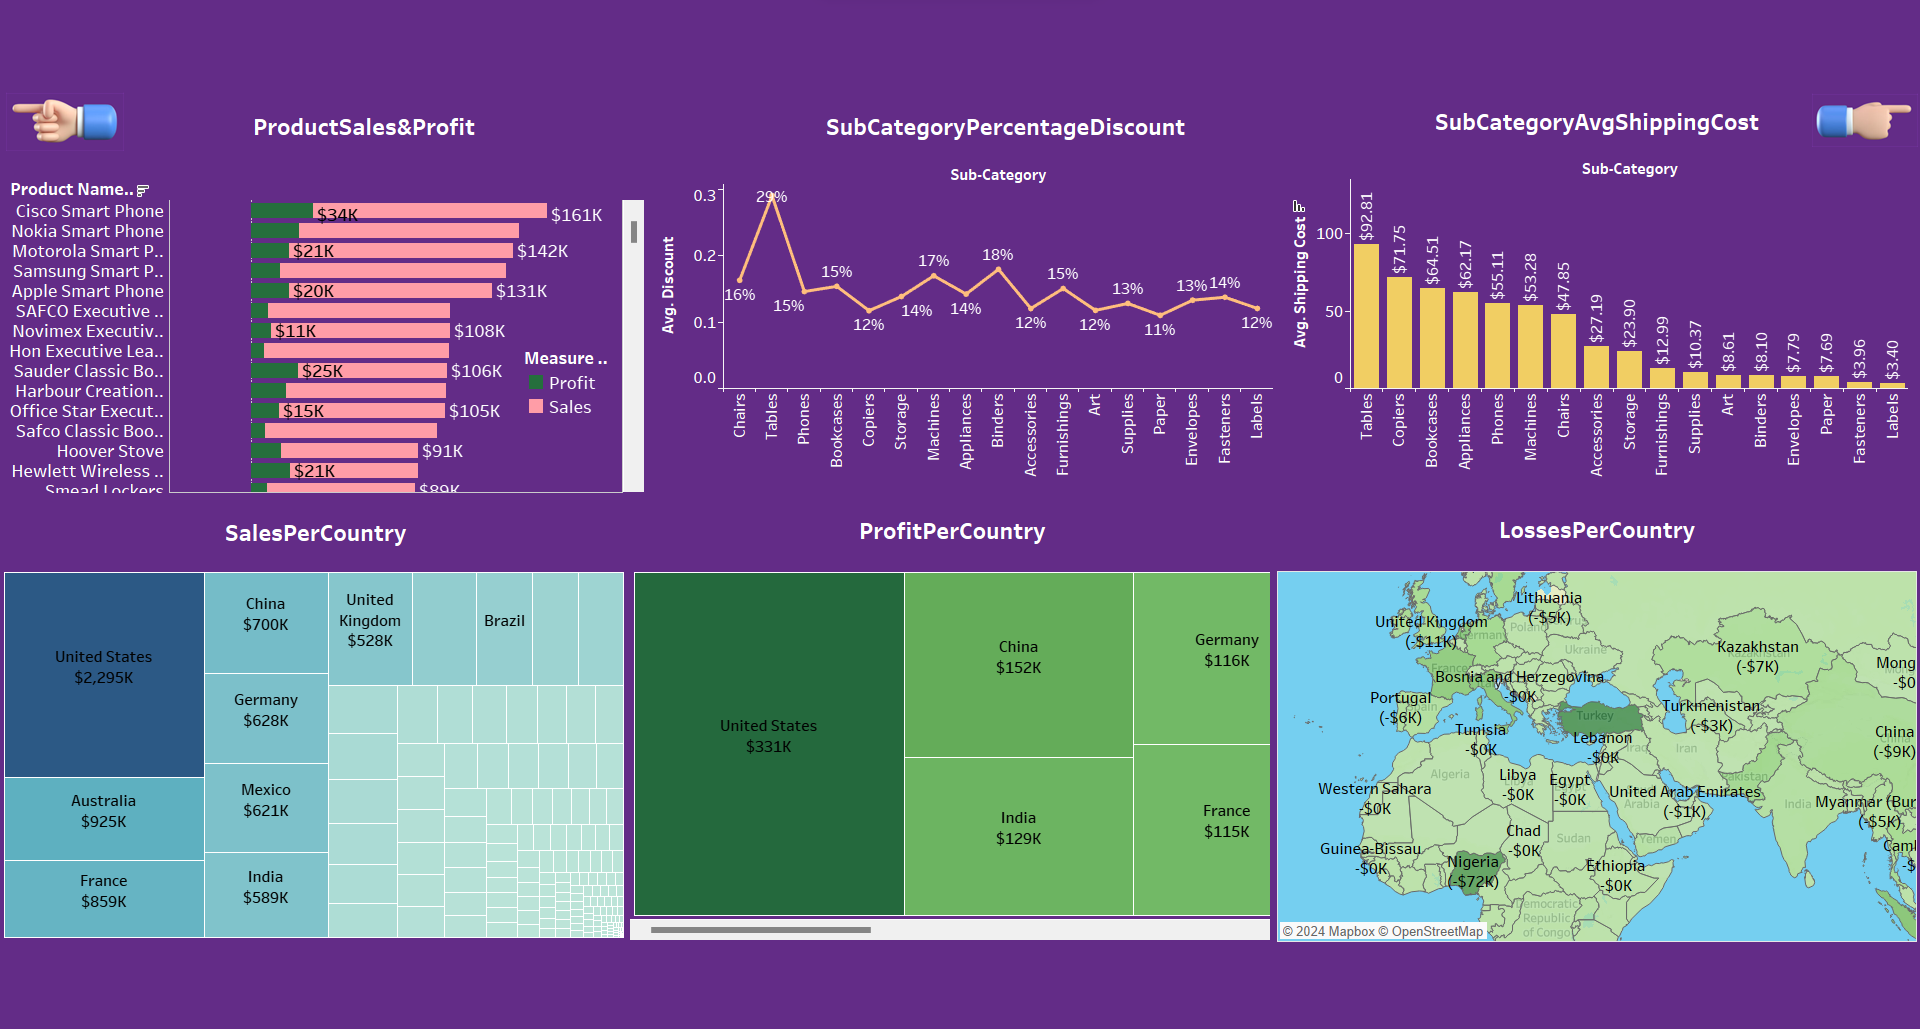 ProductSales&Profit
Product Name..
Cisco Smart Phone
$34K
$161K
Nokia Smart Phone
Motorola Smart P..
$21K
$142K
Samsung Smart P..
Apple Smart Phone
$20K
$131K
SAFCO Executive ..
Novimex Executiv..
$11K
$108K
Hon Executive Lea..
Sauder Classic Bo..
$25K
$106K
Harbour Creation..
Office Star Execut..
$15K
$105K
Safco Classic Boo..
Hoover Stove
$91K
Hewlett Wireless ..
$21K
Smead Lockers
$89K
Measure ..
Profit
Sales
SubCategoryPercentageDiscount
Sub-Category
Avg. Discount
0.3
0.2
0.1
0.0
16%
29%
15%
15%
12%
14%
17%
14%
18%
12%
15%
12%
13%
11%
13%
14%
12%
Chairs
Tables
Phones
Bookcases
Copiers
Storage
Machines
Appliances
Binders
Accessories
Furnishings
Art
Supplies
Paper
Envelopes
Fasteners
Labels
SubCategoryAvgShippingCost
Sub-Category
Avg. Shipping Cost
100
50
0
$92.81
$71.75
$64.51
$62.17
$55.11
$53.28
$47.85
$27.19
$23.90
$12.99
$10.37
$8.61
$8.10
$7.79
$7.69
$3.96
$3.40
Tables
Copiers
Bookcases
Appliances
Phones
Machines
Chairs
Accessories
Storage
Furnishings
Supplies
Art
Binders
Envelopes
Paper
Fasteners
Labels
SalesPerCountry
United States
$2,295K
Australia
$925K
France
$859K
China
$700K
Germany
$628K
Mexico
$621K
India
$589K
United
Kingdom
$528K
Brazil
ProfitPerCountry
United States
$331K
China
$152K
India
$129K
Germany
$116K
France
$115K
LossesPerCountry
Lithuania
(-$5K)
United Kingdom
(-$11K)
Germany
Ukraine
France
Kazakhstan
Kazakhstan
(-$7K)
Mong
-$0
Bosnia and Herzegovina
-$0K
Portugal
(-$6K)
Spain
Turkey
Turkmenistan
(-$3K)
Tunisia
-$0K
Lebanon
-$0K
China
(-$9K)
Iraq
Iran
Algeria
Libya
-$0K
Egypt
-$0K
Pakistan
Western Sahara
-$0K
United Arab Emirates
(-$1K)
Arabia
India
Myanmar (Bur
(-$5K)
Chad
-$0K
Sudan
Yemen
Guinea-Bissau
-$0K
Nigeria
(-$72K)
Ethiopia
-$0K
Caml
-$
Democratic
Republic
of Congo
© 2024 Mapbox © OpenStreetMap